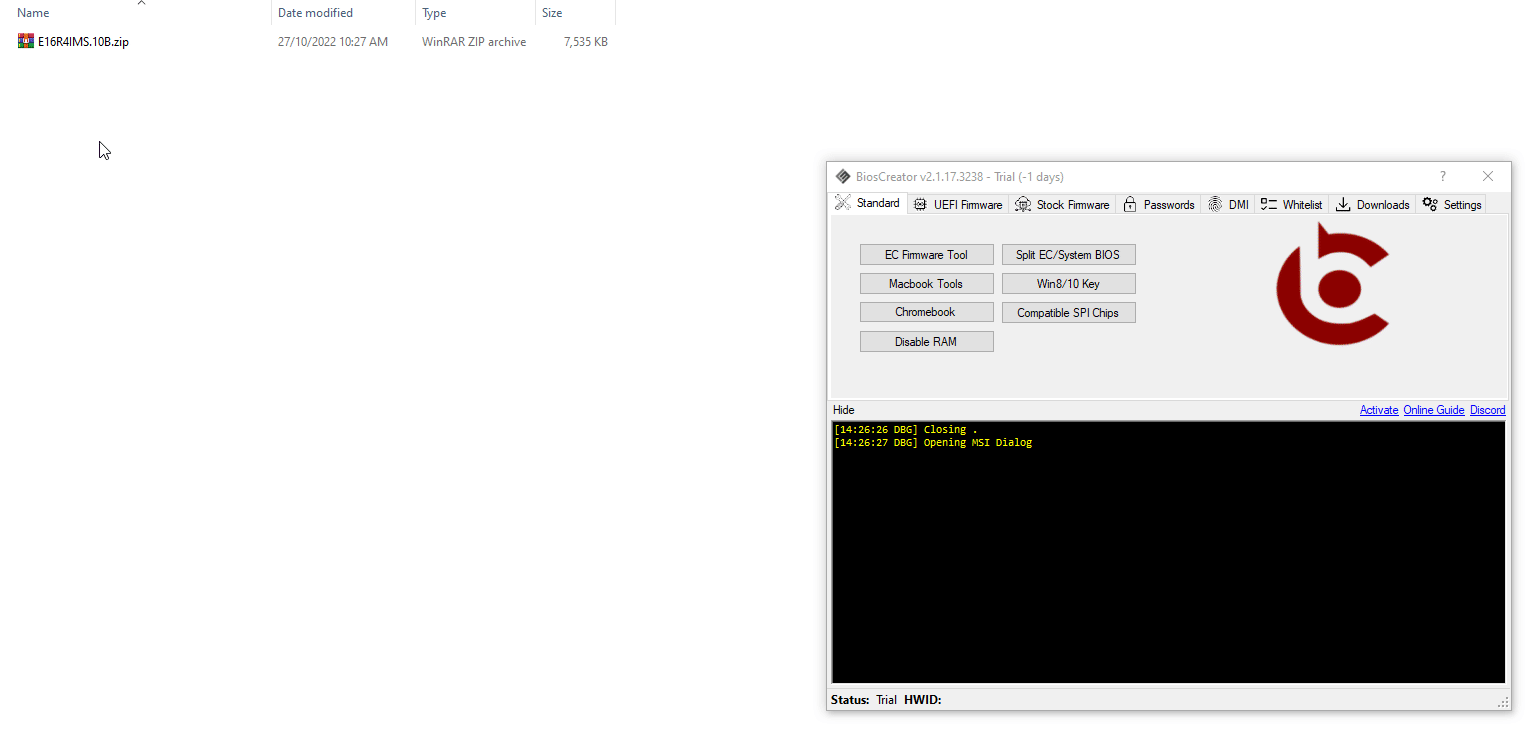 Name Date modified Type Size
E16R4IMS.10B.zip 27/10/2022 10:27 AM WinRAR ZIP archive 7,535 KB
BiosCreator v2.1.17.3238 - Trial (-1 days) ?
Standard UEFI Firmware Stock Firmware Passwords DMI Whitelist Downloads Settings
EC Firmware Tool Split EC/System BIOS
Macbook Tools Win8/10 Key
Chromebook Compatible SPI Chips
Disable RAM
Hide Activate Online Guide Discord
[14:26:26 DBG] Closing .
[14:26:27 DBG] Opening MSI Dialog
Status: Trial HWID: